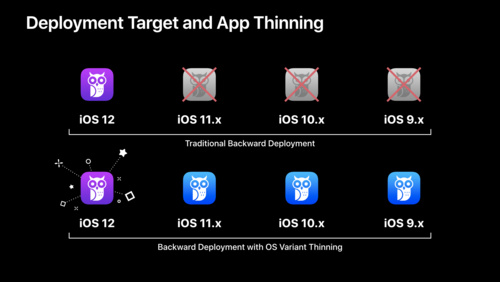 Deployment Target and App Thinning
iOS 12 iOS 11.x iOS 10.x iOS 9.x
Traditional Backward Deployment
iOS 12 iOS 11.x iOS 10.x iOS 9.x
Backward Deployment with OS Variant Thinning